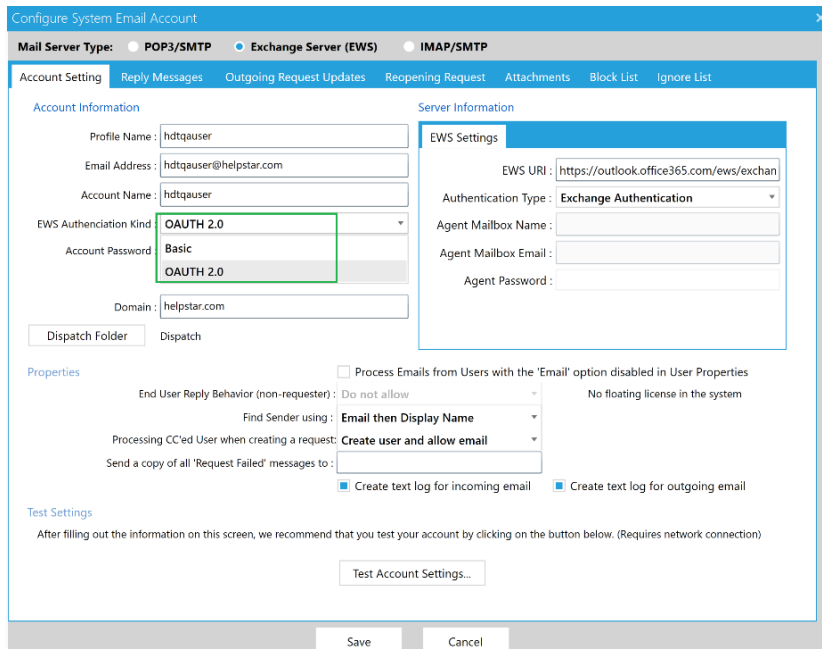 Configure System Email Account
Mail Server Type: POP3/SMTP Exchange Server (EWS) IMAP/SMTP
Account Setting Reply Messages Outgoing Request Updates Reopening Request Attachments Block List Ignore List
Account Information
Profile Name : hdtqauser
Email Address : hdtqauser@helpstar.com
Account Name : hdtqauser
EWS Authenciation Kind : OAUTH 2.0
Account Password : Basic
OAUTH 2.0
Domain : helpstar.com
Dispatch Folder Dispatch
Server Information
EWS Settings
EWS URI : https://outlook.office365.com/ews/exchan
Authentication Type : Exchange Authentication
Agent Mailbox Name :
Agent Mailbox Email :
Agent Password :
Properties
Process Emails from Users with the 'Email' option disabled in User Properties
End User Reply Behavior (non-requester) : Do not allow No floating license in the system
Find Sender using : Email then Display Name
Processing CC'ed User when creating a request: Create user and allow email
Send a copy of all 'Request Failed' messages to :
Create text log for incoming email Create text log for outgoing email
Test Settings
After filling out the information on this screen, we recommend that you test your account by clicking on the button below. (Requires network connection)
Test Account Settings...
Save Cancel